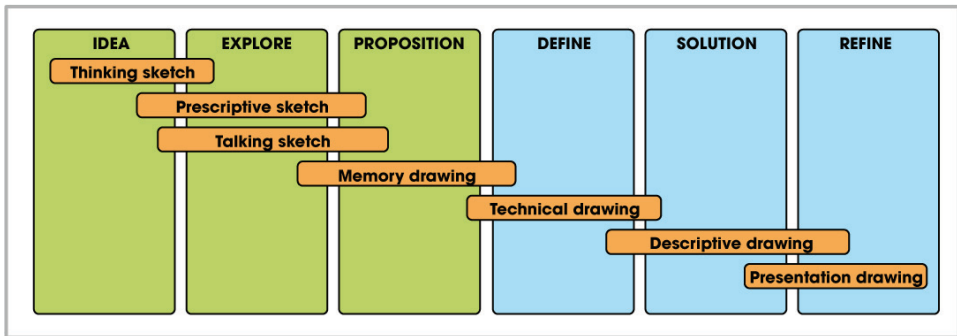 IDEA EXPLORE PROPOSITION DEFINE SOLUTION REFINE
Thinking sketch
Prescriptive sketch
Talking sketch
Memory drawing
Technical drawing
Descriptive drawing
Presentation drawing